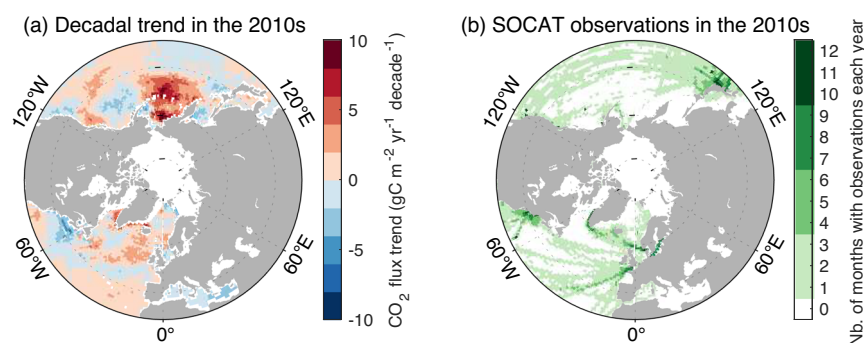 (a) Decadal trend in the 2010s
(b) SOCAT observations in the 2010s
120°W
120°E
60°W
60°E
0°
10
5
0
-5
-10
CO₂ flux trend (gC m⁻² yr⁻¹ decade⁻¹)
120°W
120°E
60°W
60°E
0°
12
11
10
9
8
7
6
5
4
3
2
1
0
Nb. of months with observations each year